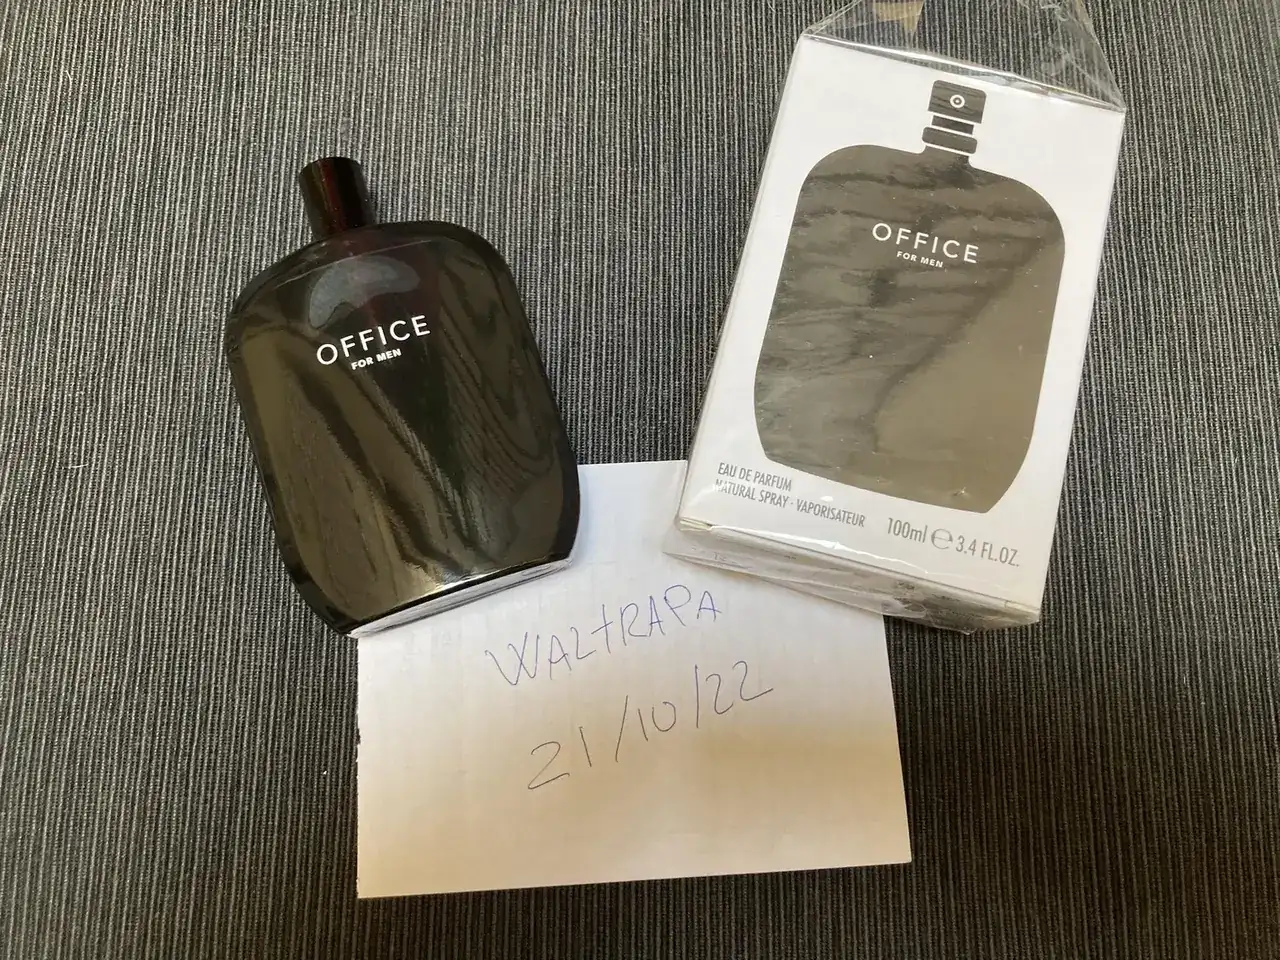 OFFICE
FOR MEN
OFFICE
FOR MEN
EAU DE PARFUM
NATURAL SPRAY · VAPORISATEUR
100ml ℮ 3.4 FL.OZ.
WALTRAPA
21/10/22